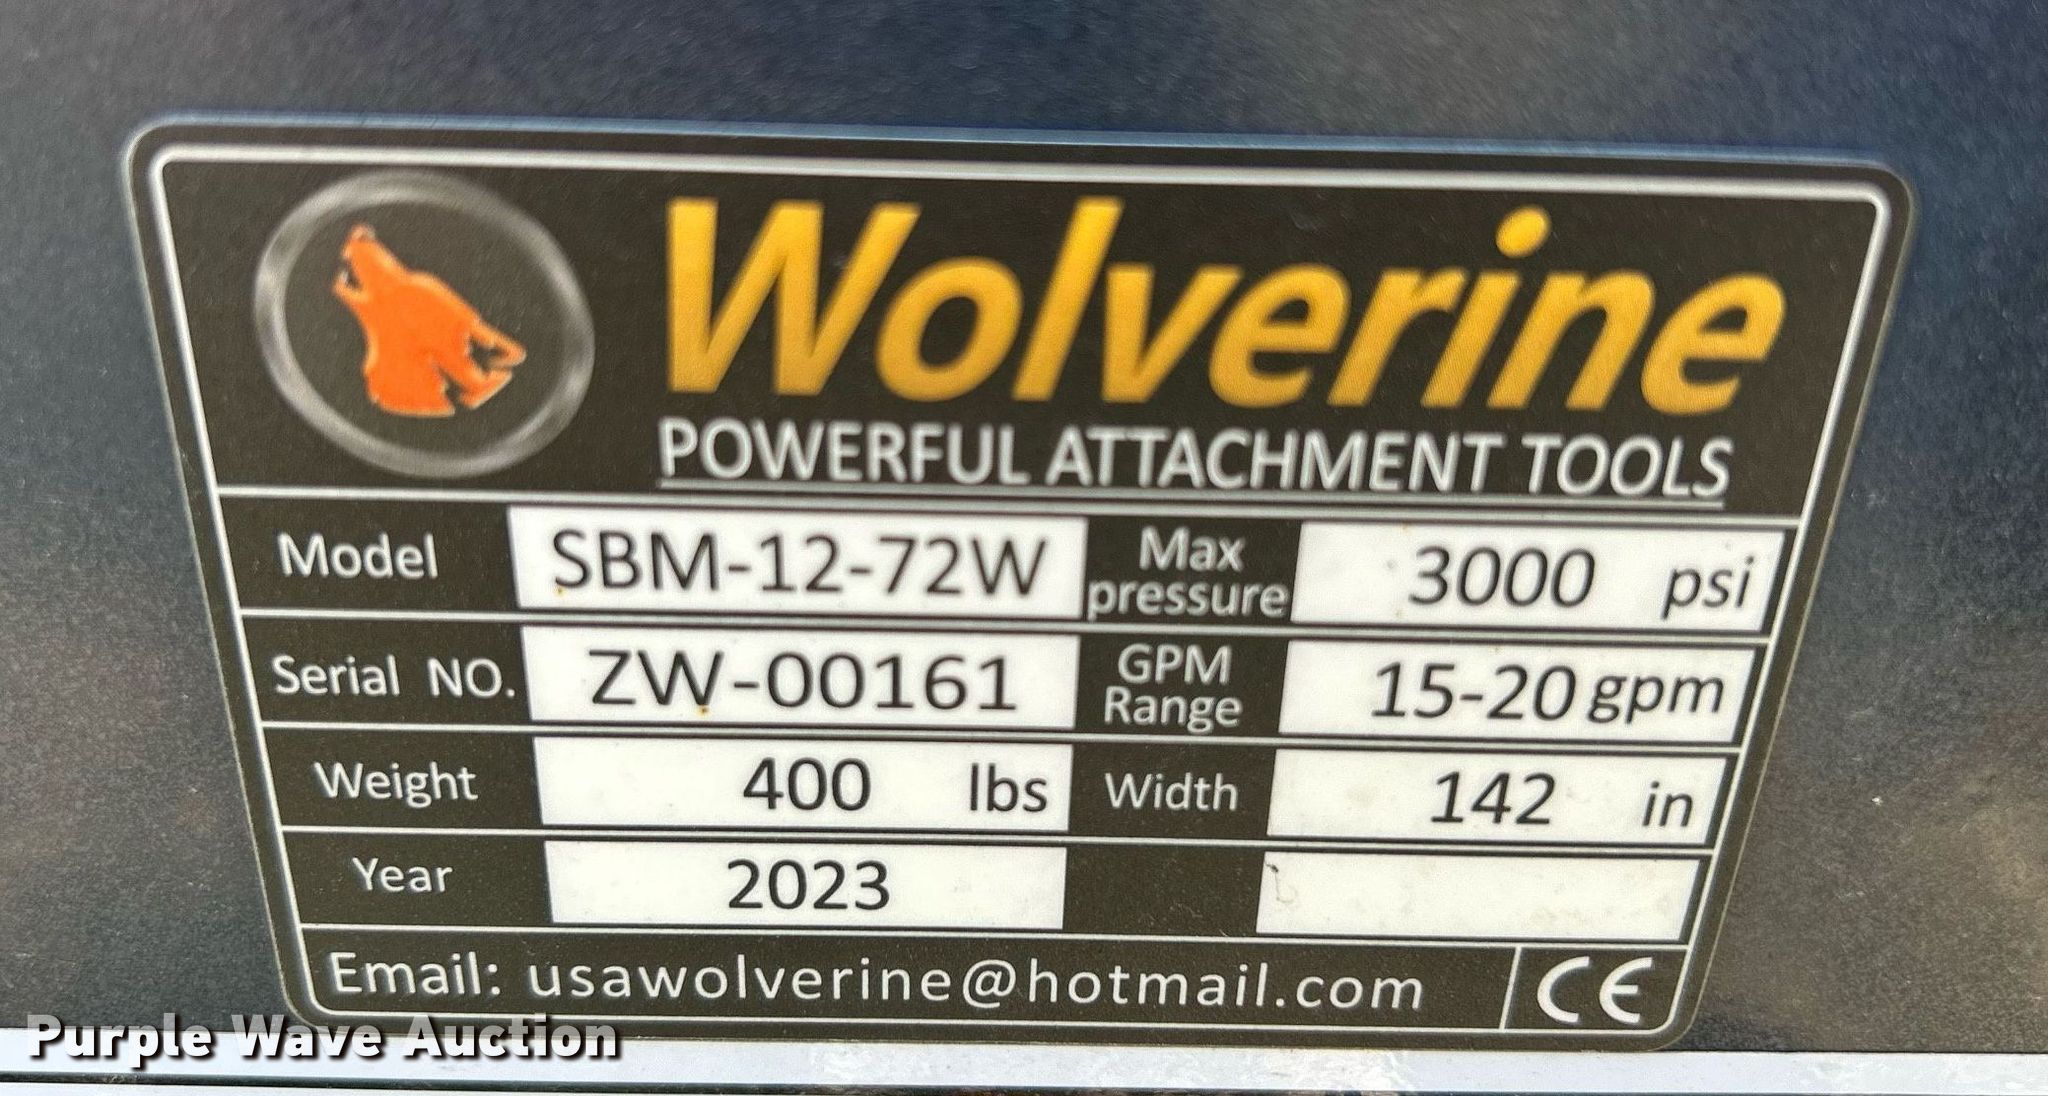 Wolverine
POWERFUL ATTACHMENT TOOLS
Model SBM-12-72W Max pressure 3000 psi
Serial NO. ZW-00161 GPM Range 15-20 gpm
Weight 400 lbs Width 142 in
Year 2023
Email: usawolverine@hotmail.com CE
Purple Wave Auction